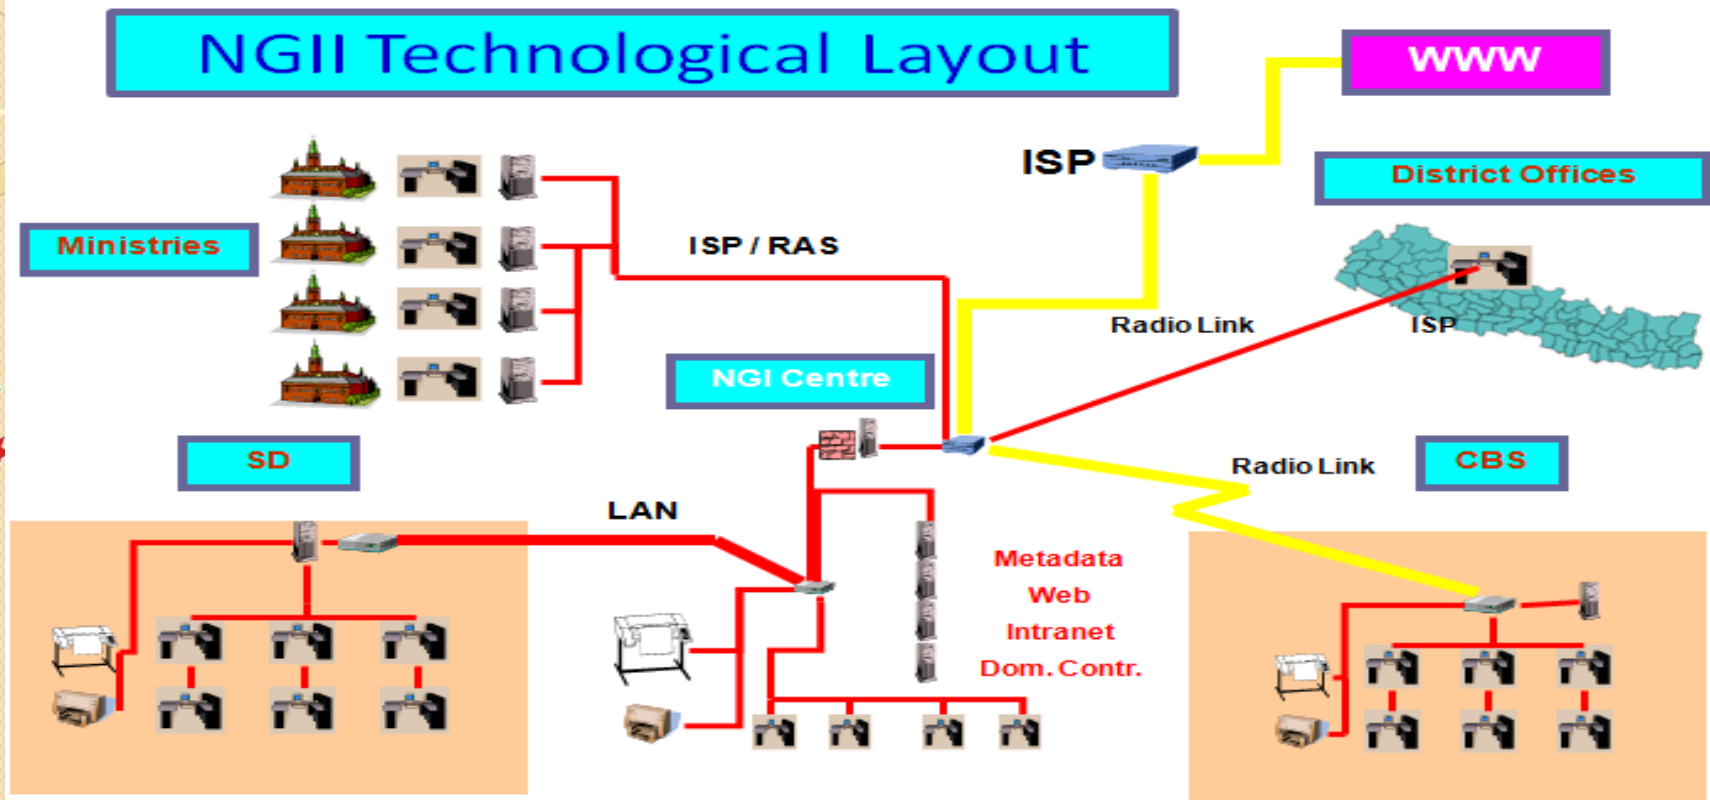 NGII Technological Layout
WWW
ISP
District Offices
Ministries
ISP / RAS
Radio Link
ISP
NGI Centre
SD
Radio Link
CBS
LAN
Metadata
Web
Intranet
Dom. Contr.